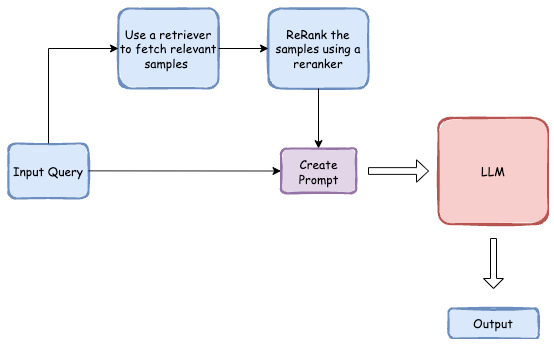 Use a retriever
to fetch relevant
samples
ReRank the
samples using a
reranker
Input Query
Create
Prompt
LLM
Output